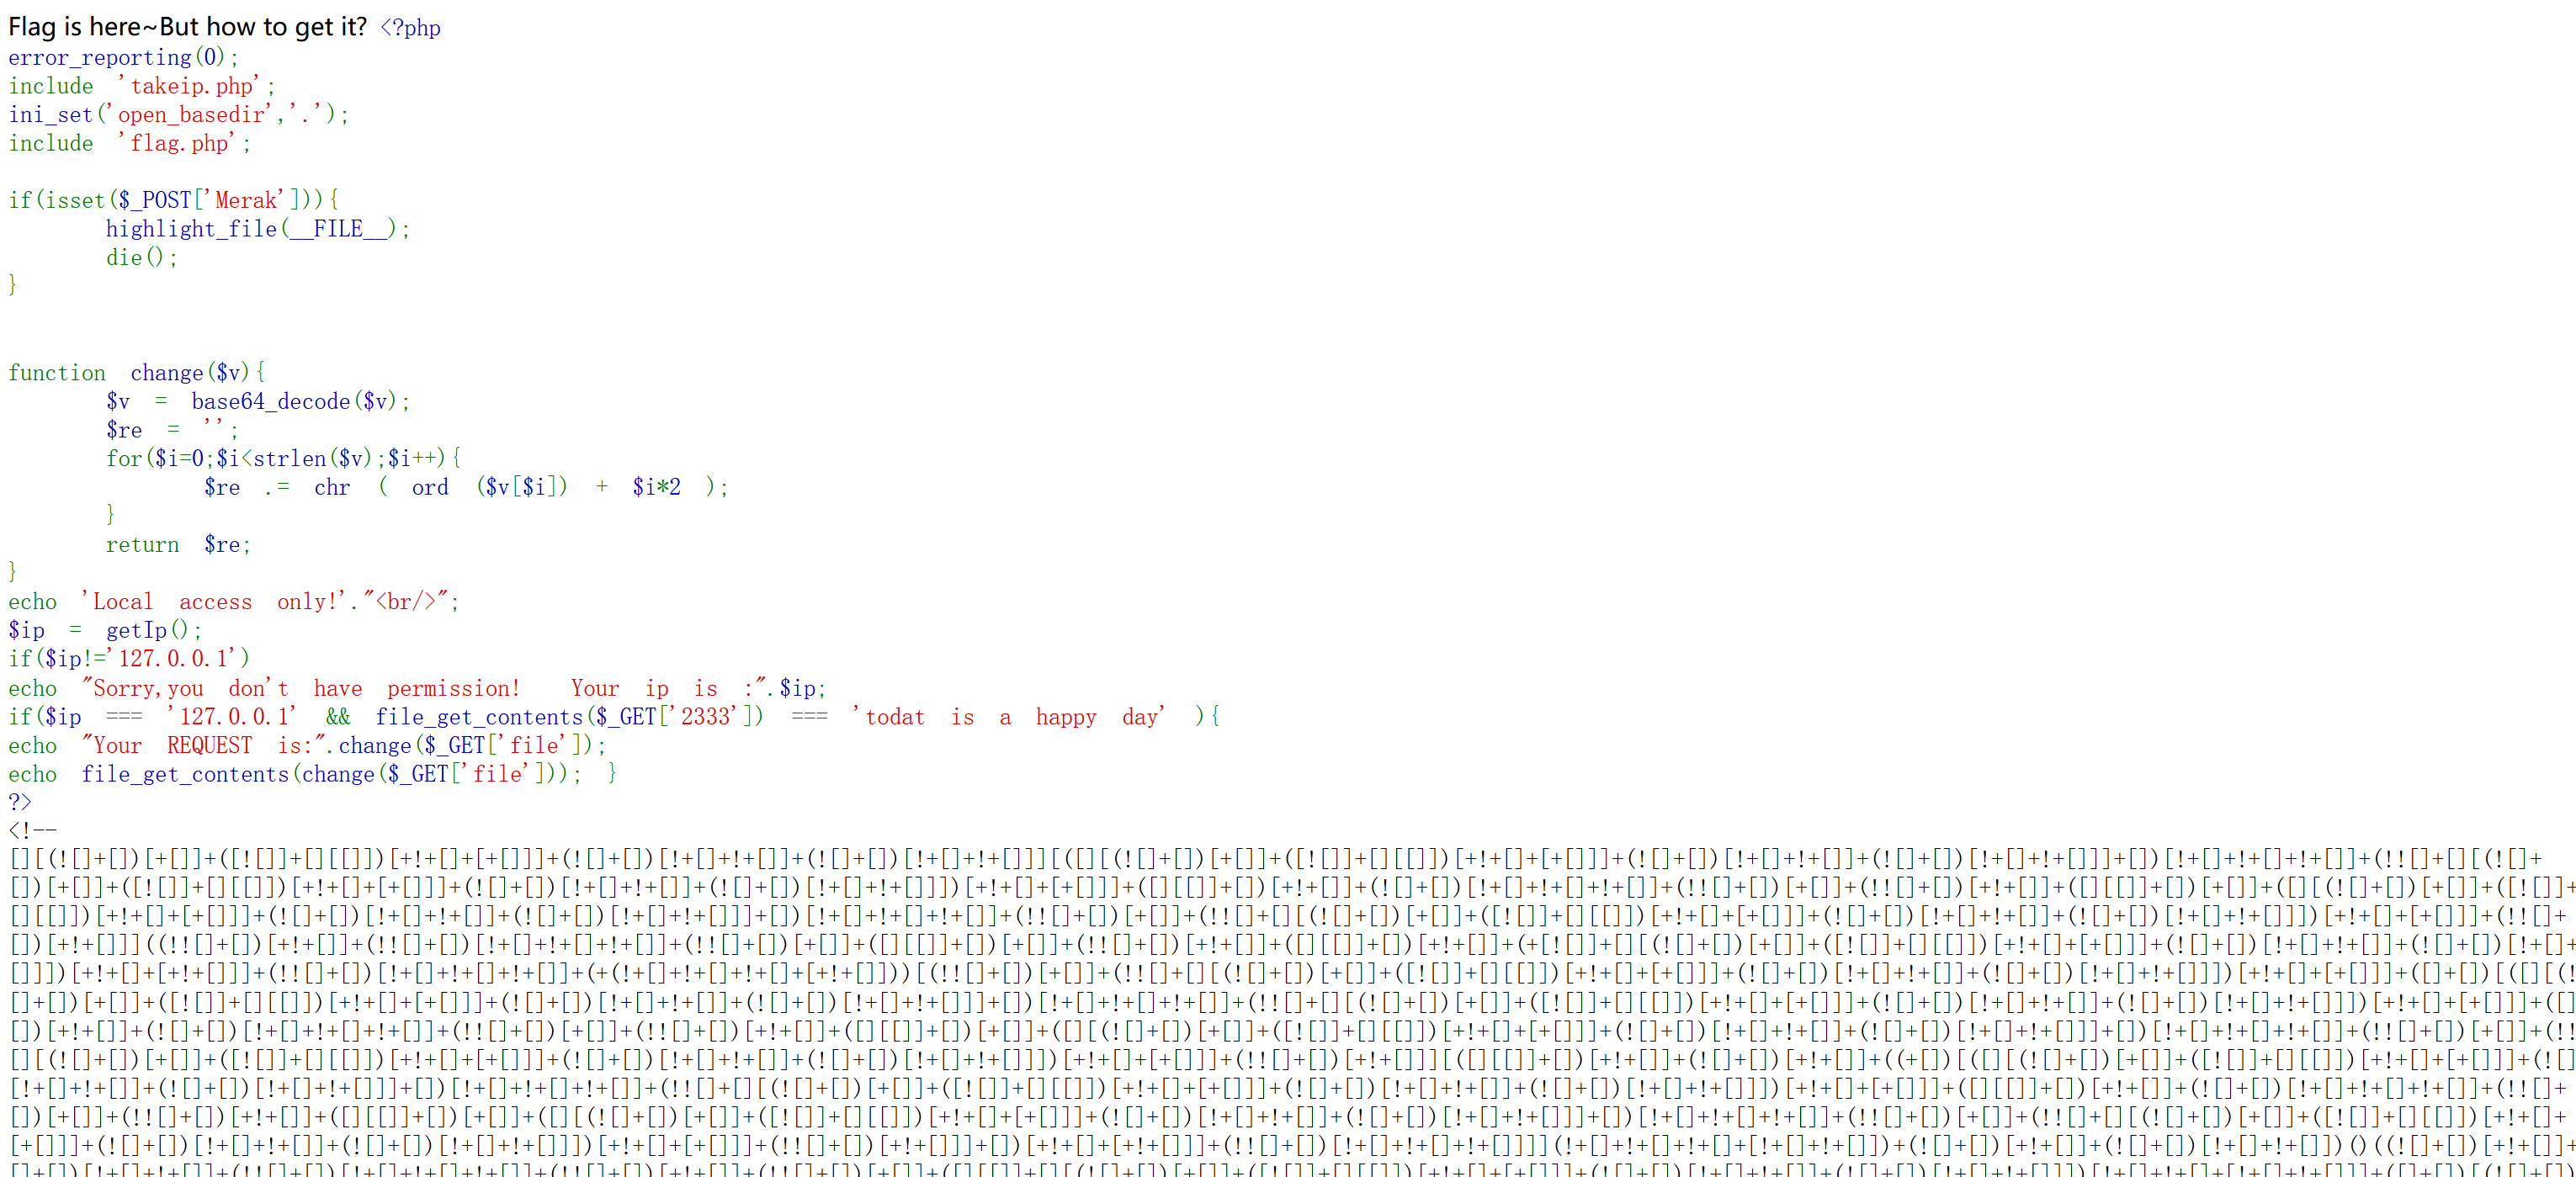 Flag is here~But how to get it? <?php
error_reporting(0);
include 'takeip.php';
ini_set('open_basedir','.');
include 'flag.php';
if(isset($_POST['Merak'])){
highlight_file(__FILE__);
die();
}
function change($v){
$v = base64_decode($v);
$re = '';
for($i=0;$i<strlen($v);$i++){
$re .= chr ( ord ($v[$i]) + $i*2 );
}
return $re;
}
echo 'Local access only!'."<br/>";
$ip = getIp();
if($ip!='127.0.0.1')
echo "Sorry,you don't have permission! Your ip is :".$ip;
if($ip === '127.0.0.1' && file_get_contents($_GET['2333']) === 'todat is a happy day' ){
echo "Your REQUEST is:".change($_GET['file']);
echo file_get_contents(change($_GET['file'])); }
?>
<!--
[][(![]+[])[+[]]+([![]]+[][[]])[+!+[]+[+[]]]+(![]+[])[!+[]+!+[]]+(![]+[])[!+[]+!+[]]][([][(![]+[])[+[]]+([![]]+[][[]])[+!+[]+[+[]]]+(![]+[])[!+[]+!+[]]+(![]+[])[!+[]+!+[]]]+[])[!+[]+!+[]+!+[]]+(!![]+[][(![]+
[])[+[]]+([![]]+[][[]])[+!+[]+[+[]]]+(![]+[])[!+[]+!+[]]+(![]+[])[!+[]+!+[]]])[+!+[]+[+[]]]+([][[]]+[])[+!+[]]+(![]+[])[!+[]+!+[]+!+[]]+(!![]+[])[+[]]+(!![]+[])[+!+[]]+([][[]]+[])[+[]]+([][(![]+[])[+[]]+([![]]+
[][[]])[+!+[]+[+[]]]+(![]+[])[!+[]+!+[]]+(![]+[])[!+[]+!+[]]]+[])[!+[]+!+[]+!+[]]+(!![]+[])[+[]]+(!![]+[][(![]+[])[+[]]+([![]]+[][[]])[+!+[]+[+[]]]+(![]+[])[!+[]+!+[]]+(![]+[])[!+[]+!+[]]])[+!+[]+[+[]]]+(!![]+
[])[+!+[]]]((!![]+[])[+!+[]]+(!![]+[])[!+[]+!+[]+!+[]]+(!![]+[])[+[]]+([][[]]+[])[+[]]+(!![]+[])[+!+[]]+([][[]]+[])[+!+[]]+(+[![]]+[][(![]+[])[+[]]+([![]]+[][[]])[+!+[]+[+[]]]+(![]+[])[!+[]+!+[]]+(![]+[])[!+[]+!+
[]]])[+!+[]+[+!+[]]]+(!![]+[])[!+[]+!+[]+!+[]]+(+(!+[]+!+[]+!+[]+[+!+[]]))[(!![]+[])[+[]]+(!![]+[][(![]+[])[+[]]+([![]]+[][[]])[+!+[]+[+[]]]+(![]+[])[!+[]+!+[]]+(![]+[])[!+[]+!+[]]])[+!+[]+[+[]]]+([]+[])[([][(!
[]+[])[+[]]+([![]]+[][[]])[+!+[]+[+[]]]+(![]+[])[!+[]+!+[]]+(![]+[])[!+[]+!+[]]]+[])[!+[]+!+[]+!+[]]+(!![]+[][(![]+[])[+[]]+([![]]+[][[]])[+!+[]+[+[]]]+(![]+[])[!+[]+!+[]]+(![]+[])[!+[]+!+[]]])[+!+[]+[+[]]]+([]
])[+!+[]]+(![]+[])[!+[]+!+[]+!+[]]+(!![]+[])[+[]]+(!![]+[])[+!+[]]+([][[]]+[])[+[]]+([][(![]+[])[+[]]+([![]]+[][[]])[+!+[]+[+[]]]+(![]+[])[!+[]+!+[]]+(![]+[])[!+[]+!+[]]]+[])[!+[]+!+[]+!+[]]+(!![]+[])[+[]]+(!!
[][(![]+[])[+[]]+([![]]+[][[]])[+!+[]+[+[]]]+(![]+[])[!+[]+!+[]]+(![]+[])[!+[]+!+[]]])[+!+[]+[+[]]]+(!![]+[])[+!+[]]][([][[]]+[])[+!+[]]+(![]+[])[+!+[]]+((+[])[([][(![]+[])[+[]]+([![]]+[][[]])[+!+[]+[+[]]]+(![]
[!+[]+!+[]]+(![]+[])[!+[]+!+[]]]+[])[!+[]+!+[]+!+[]]+(!![]+[][(![]+[])[+[]]+([![]]+[][[]])[+!+[]+[+[]]]+(![]+[])[!+[]+!+[]]+(![]+[])[!+[]+!+[]]])[+!+[]+[+[]]]+([][[]]+[])[+!+[]]+(![]+[])[!+[]+!+[]+!+[]]+(!![]+
[])[+[]]+(!![]+[])[+!+[]]+([][[]]+[])[+[]]+([][(![]+[])[+[]]+([![]]+[][[]])[+!+[]+[+[]]]+(![]+[])[!+[]+!+[]]+(![]+[])[!+[]+!+[]]]+[])[!+[]+!+[]+!+[]]+(!![]+[])[+[]]+(!![]+[][(![]+[])[+[]]+([![]]+[][[]])[+!+[]+
[+[]]]+(![]+[])[!+[]+!+[]]+(![]+[])[!+[]+!+[]]])[+!+[]+[+[]]]+(!![]+[])[+!+[]]]+[])[+!+[]+[+!+[]]]+(!![]+[])[!+[]+!+[]+!+[]]]](!+[]+!+[]+!+[]+[!+[]+!+[]])+(![]+[])[+!+[]]+(![]+[])[!+[]+!+[]])()((![]+[])[+!+[]]+